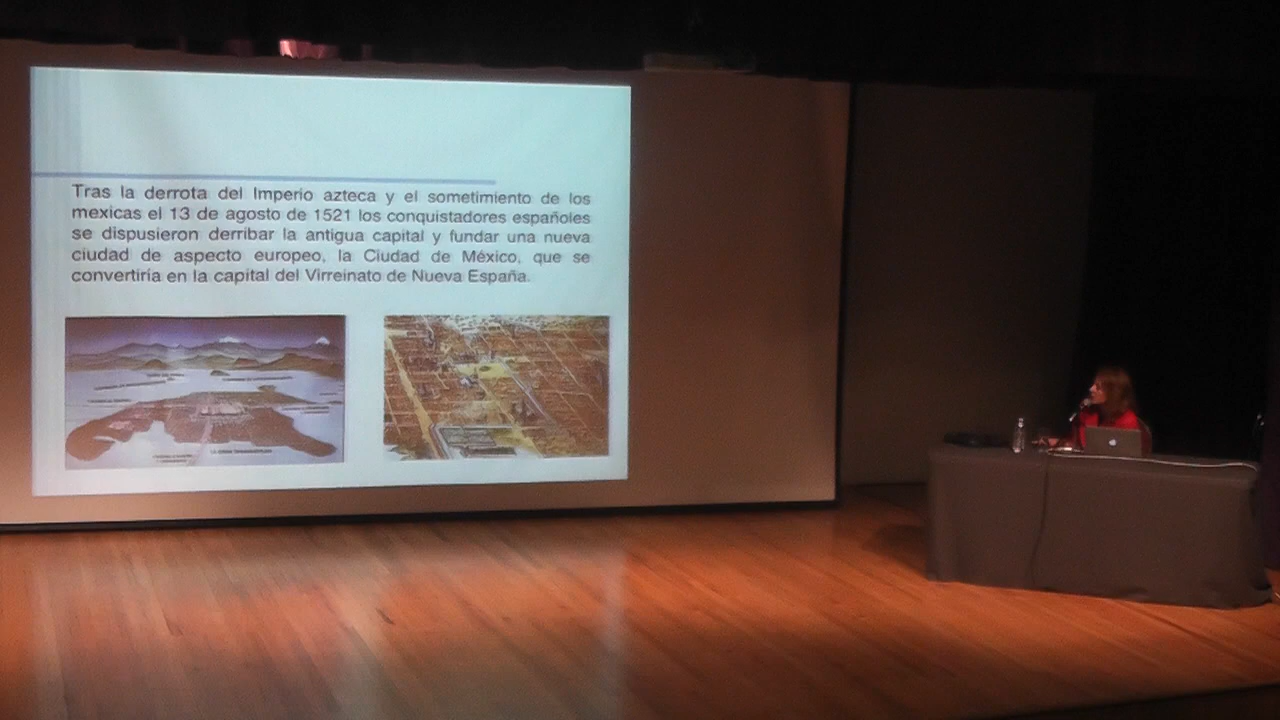 Tras la derrota del Imperio azteca y el sometimiento de los
mexicas el 13 de agosto de 1521 los conquistadores españoles
se dispusieron derribar la antigua capital y fundar una nueva
ciudad de aspecto europeo, la Ciudad de México, que se
convertiría en la capital del Virreinato de Nueva España.